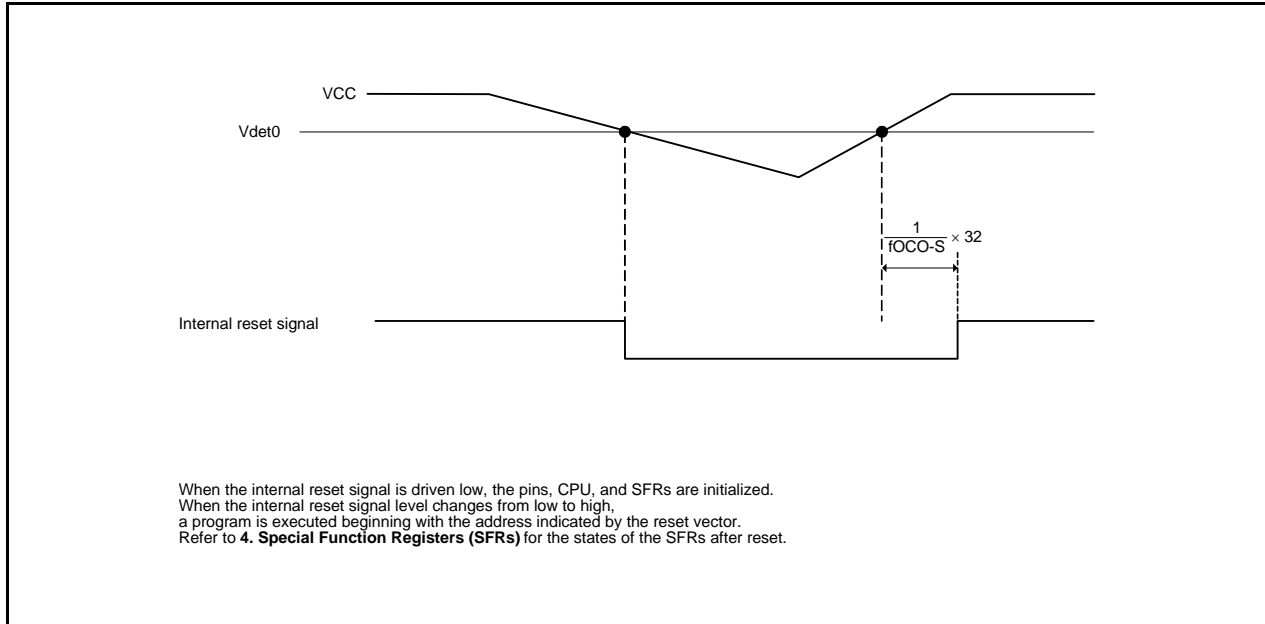 VCC
Vdet0
1
fOCO-S
× 32
Internal reset signal
When the internal reset signal is driven low, the pins, CPU, and SFRs are initialized.
When the internal reset signal level changes from low to high,
a program is executed beginning with the address indicated by the reset vector.
Refer to 4. Special Function Registers (SFRs) for the states of the SFRs after reset.